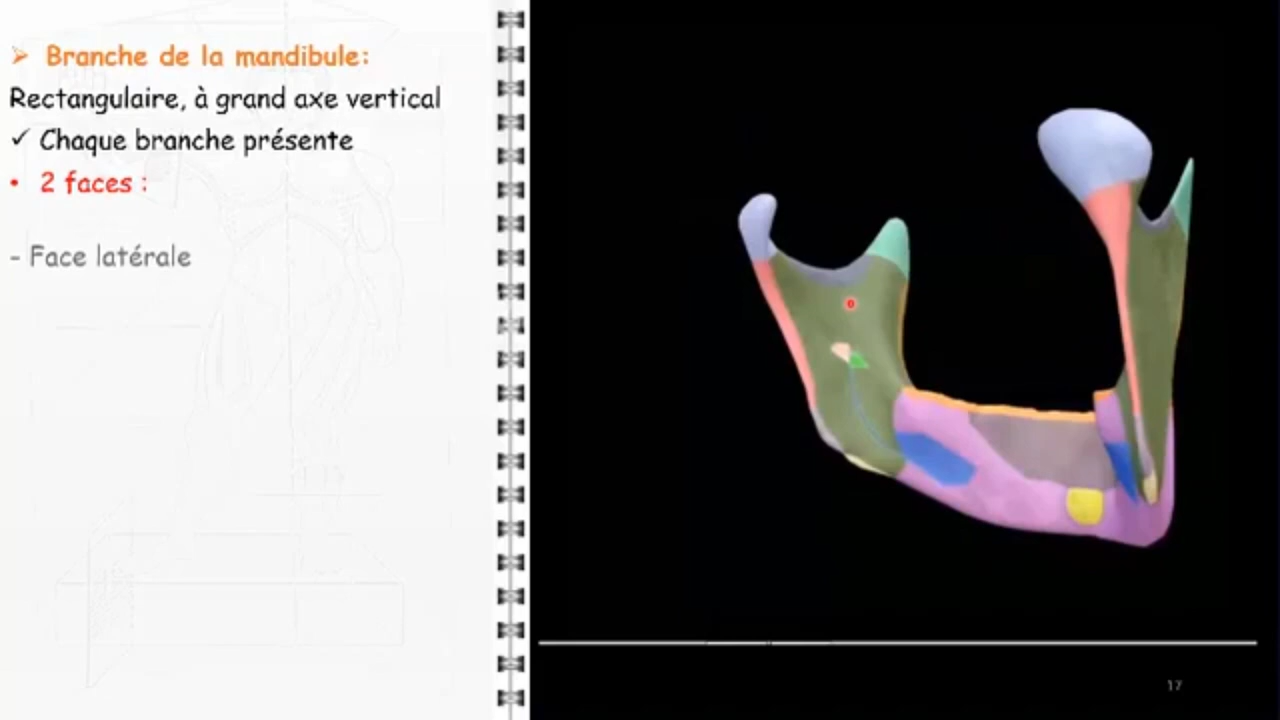 ➢ Branche de la mandibule:
Rectangulaire, à grand axe vertical
✓ Chaque branche présente
• 2 faces :
- Face latérale
17